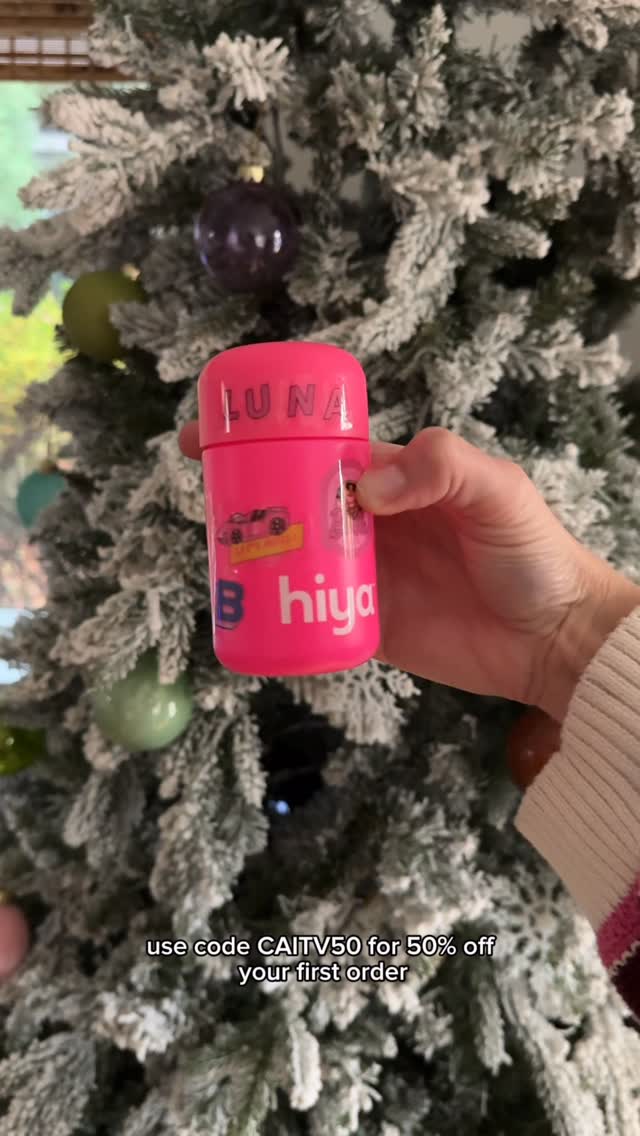 LUNA
B
hiya
use code CAITV50 for 50% off
your first order